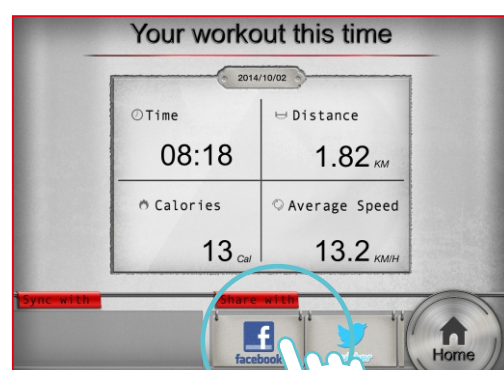 Your workout this time
2014/10/02
Time
Distance
08:18
1.82 KM
Calories
Average Speed
13 Cal
13.2 KM/H
Sync with
Share with
facebook
Home